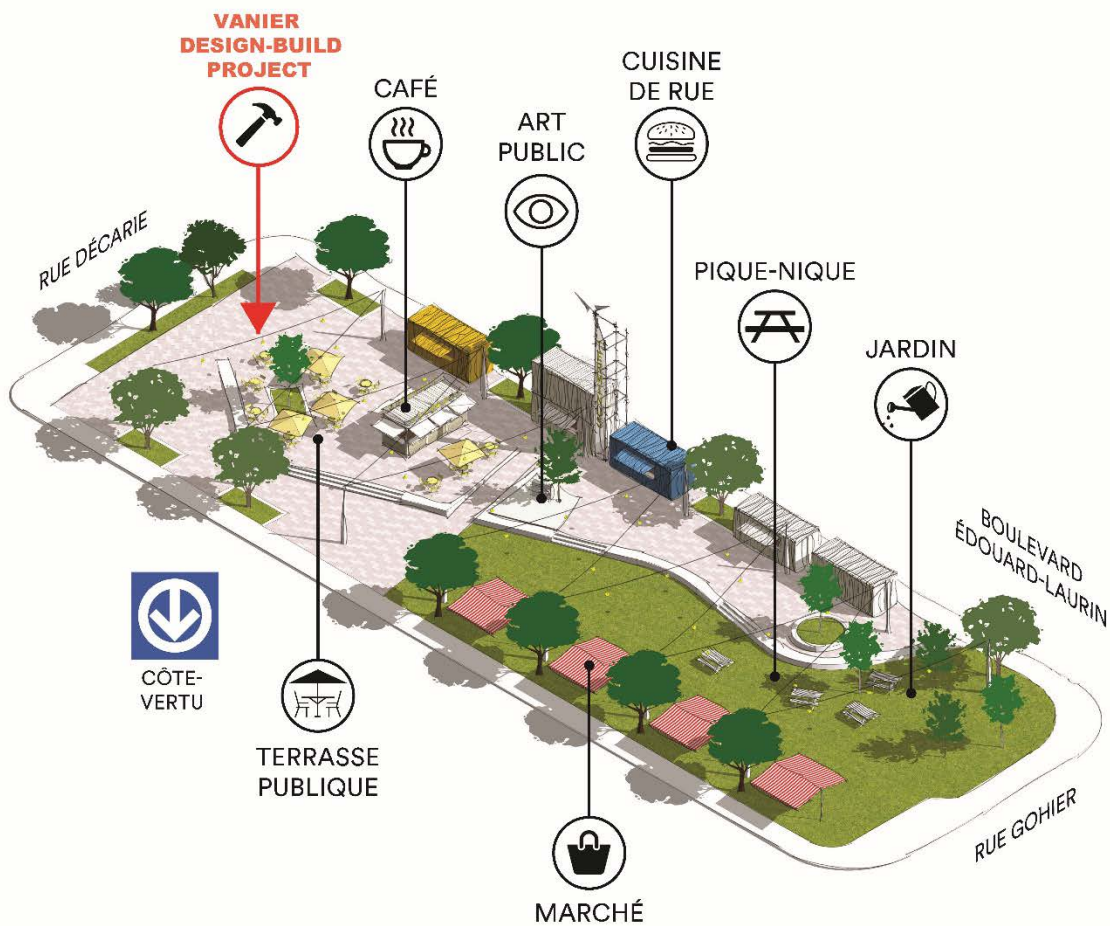 VANIER
DESIGN-BUILD
PROJECT
CAFÉ
ART
PUBLIC
CUISINE
DE RUE
RUE DÉCARIE
PIQUE-NIQUE
JARDIN
BOULEVARD
ÉDOUARD-LAURIN
CÔTE-
VERTU
TERRASSE
PUBLIQUE
RUE GOHIER
MARCHÉ